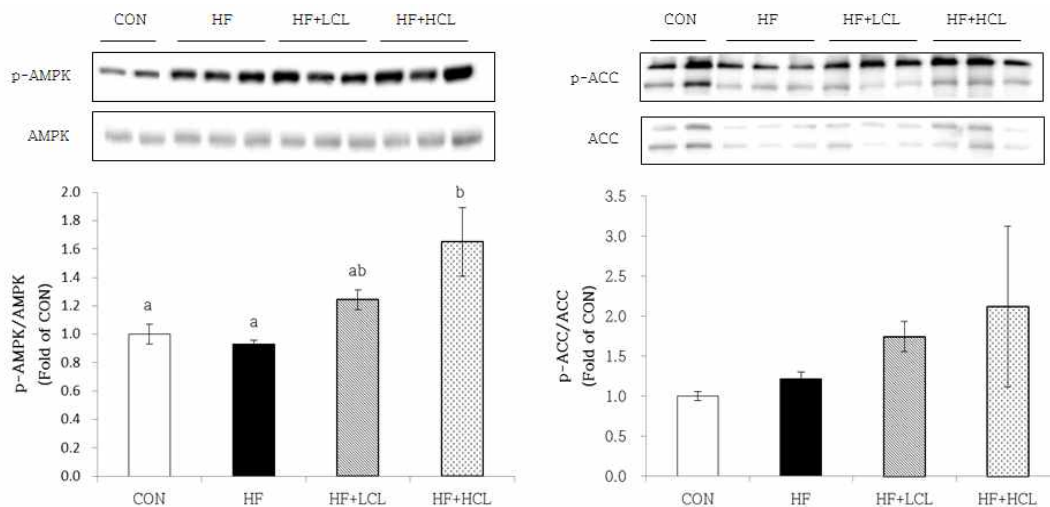 CON HF HF+LCL HF+HCL
p-AMPK
AMPK
2.0
1.8
1.6
1.4
1.2
1.0
0.8
0.6
0.4
0.2
0.0
p-AMPK/AMPK
(Fold of CON)
a
a
ab
b
CON HF HF+LCL HF+HCL
CON HF HF+LCL HF+HCL
p-ACC
ACC
3.5
3.0
2.5
2.0
1.5
1.0
0.5
0.0
p-ACC/ACC
(Fold of CON)
CON HF HF+LCL HF+HCL